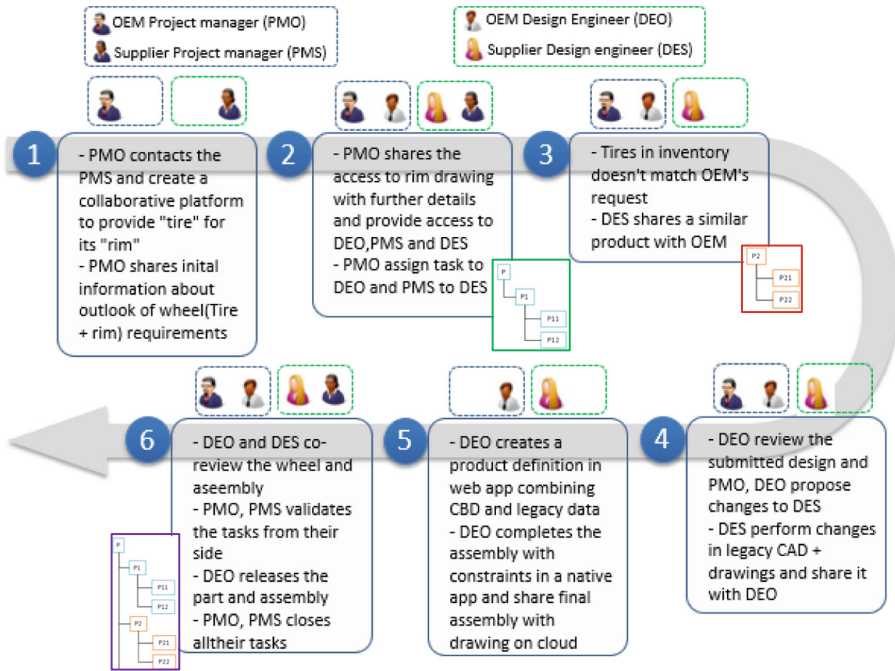 OEM Project manager (PMO)
Supplier Project manager (PMS)
OEM Design Engineer (DEO)
Supplier Design engineer (DES)
1
- PMO contacts the
PMS and create a
collaborative platform
to provide "tire" for
its "rim"
- PMO shares inital
information about
outlook of wheel(Tire
+ rim) requirements
2
- PMO shares the
access to rim drawing
with further details
and provide access to
DEO,PMS and DES
- PMO assign task to
DEO and PMS to DES
P
P1
P11
P12
3
- Tires in inventory
doesn't match OEM's
request
- DES shares a similar
product with OEM
P2
P21
P22
4
- DEO review the
submitted design and
PMO, DEO propose
changes to DES
- DES perform changes
in legacy CAD +
drawings and share it
with DEO
5
- DEO creates a
product definition in
web app combining
CBD and legacy data
- DEO completes the
assembly with
constraints in a native
app and share final
assembly with
drawing on cloud
6
- DEO and DES co-
review the wheel and
aseembly
- PMO, PMS validates
the tasks from their
side
- DEO releases the
part and assembly
- PMO, PMS closes
alltheir tasks
P
P1
P11
P12
P2
P21
P22